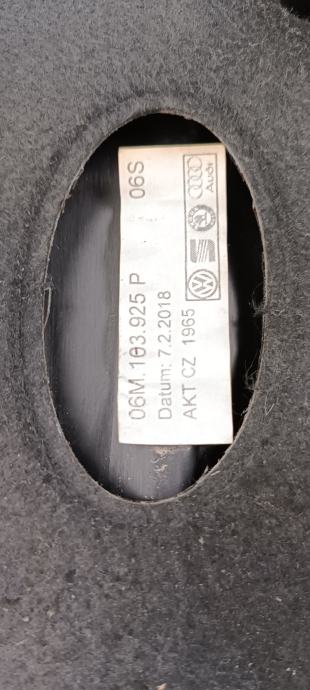 06M.103.925 P 06S
Datum: 7.2.2018
AKT CZ 1965
Audi